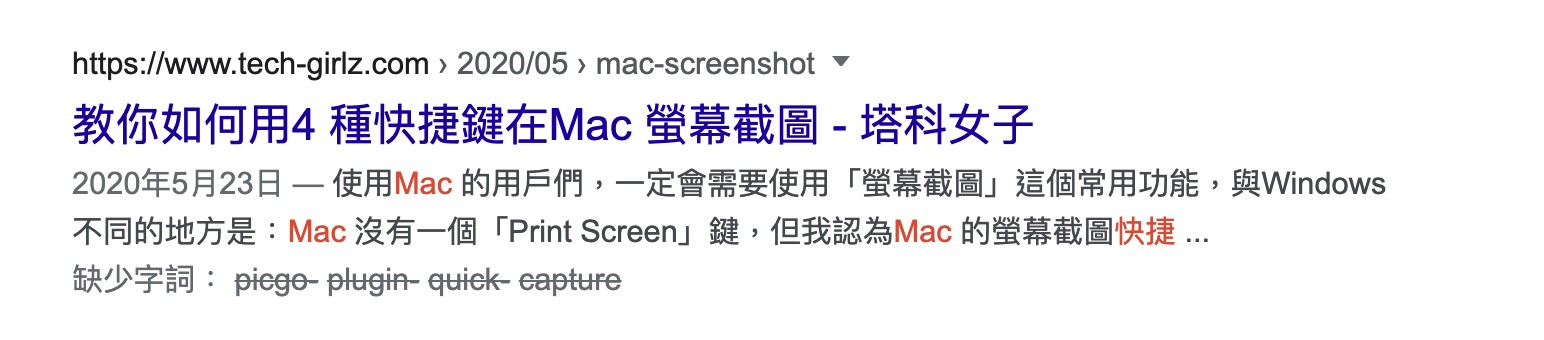 https://www.tech-girlz.com › 2020/05 › mac-screenshot
教你如何用4 種快捷鍵在Mac 螢幕截圖 - 塔科女子
2020年5月23日 — 使用Mac 的用戶們，一定會需要使用「螢幕截圖」這個常用功能，與Windows
不同的地方是：Mac 沒有一個「Print Screen」鍵，但我認為Mac 的螢幕截圖快捷 ...
缺少字詞： picgo- plugin- quick- capture